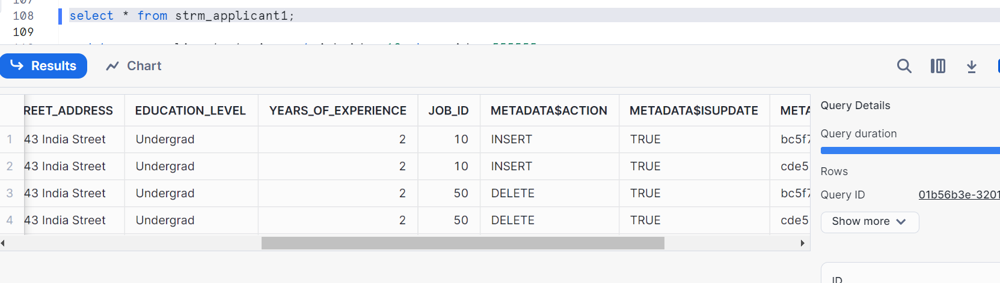 107
108 select * from strm_applicant1;
109
Results Chart
REET_ADDRESS EDUCATION_LEVEL YEARS_OF_EXPERIENCE JOB_ID METADATA$ACTION METADATA$ISUPDATE META
1 43 India Street Undergrad 2 10 INSERT TRUE bc5f7
2 43 India Street Undergrad 2 10 INSERT TRUE cde5
3 43 India Street Undergrad 2 50 DELETE TRUE bc5f7
4 43 India Street Undergrad 2 50 DELETE TRUE cde5
Query Details
Query duration
Rows
Query ID 01b56b3e-3201
Show more
ID